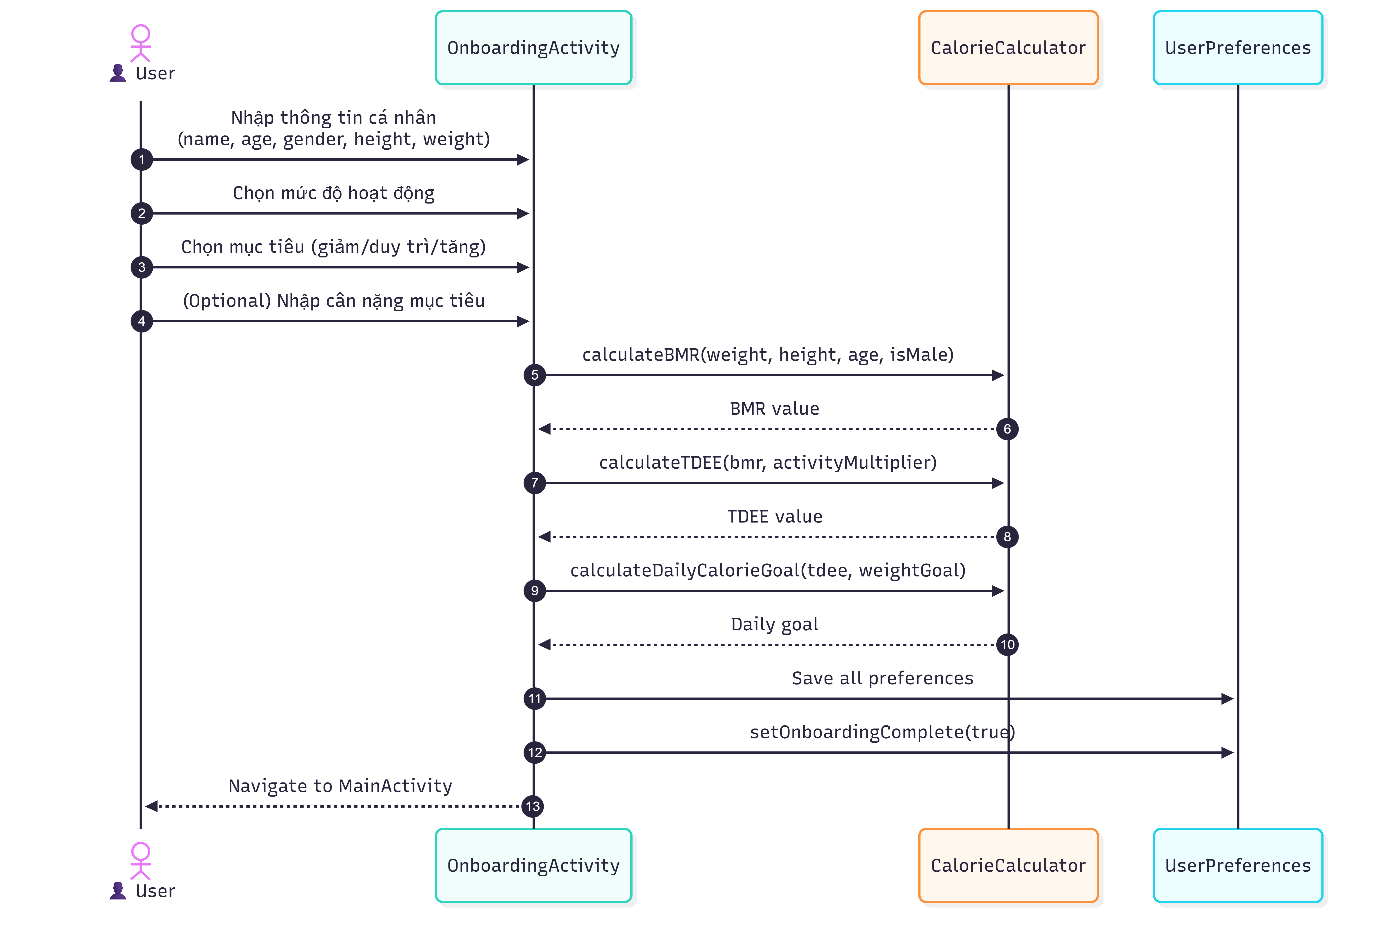 User
OnboardingActivity
CalorieCalculator
UserPreferences
Nhập thông tin cá nhân
(name, age, gender, height, weight)
1
Chọn mức độ hoạt động
2
Chọn mục tiêu (giảm/duy trì/tăng)
3
(Optional) Nhập cân nặng mục tiêu
4
calculateBMR(weight, height, age, isMale)
5
BMR value
6
calculateTDEE(bmr, activityMultiplier)
7
TDEE value
8
calculateDailyCalorieGoal(tdee, weightGoal)
9
Daily goal
10
Save all preferences
11
setOnboardingComplete(true)
12
Navigate to MainActivity
13
User
OnboardingActivity
CalorieCalculator
UserPreferences